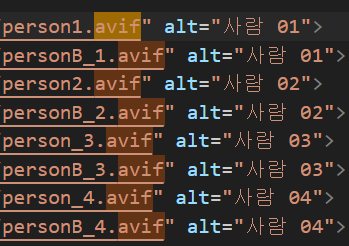 /person1.avif" alt="사람 01">
/personB_1.avif" alt="사람 01">
/person2.avif" alt="사람 02">
/personB_2.avif" alt="사람 02">
/person_3.avif" alt="사람 03">
/personB_3.avif" alt="사람 03">
/person_4.avif" alt="사람 04">
/personB_4.avif" alt="사람 04">